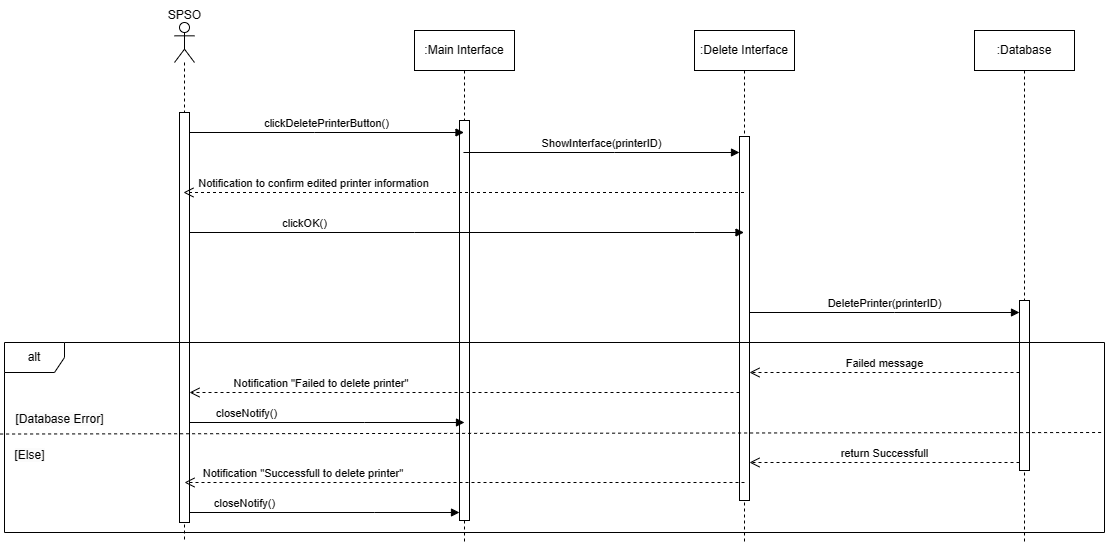 SPSO
:Main Interface
:Delete Interface
:Database
clickDeletePrinterButton()
ShowInterface(printerID)
Notification to confirm edited printer information
clickOK()
DeletePrinter(printerID)
alt
Failed message
Notification "Failed to delete printer"
closeNotify()
[Database Error]
[Else]
return Successfull
Notification "Successfull to delete printer"
closeNotify()